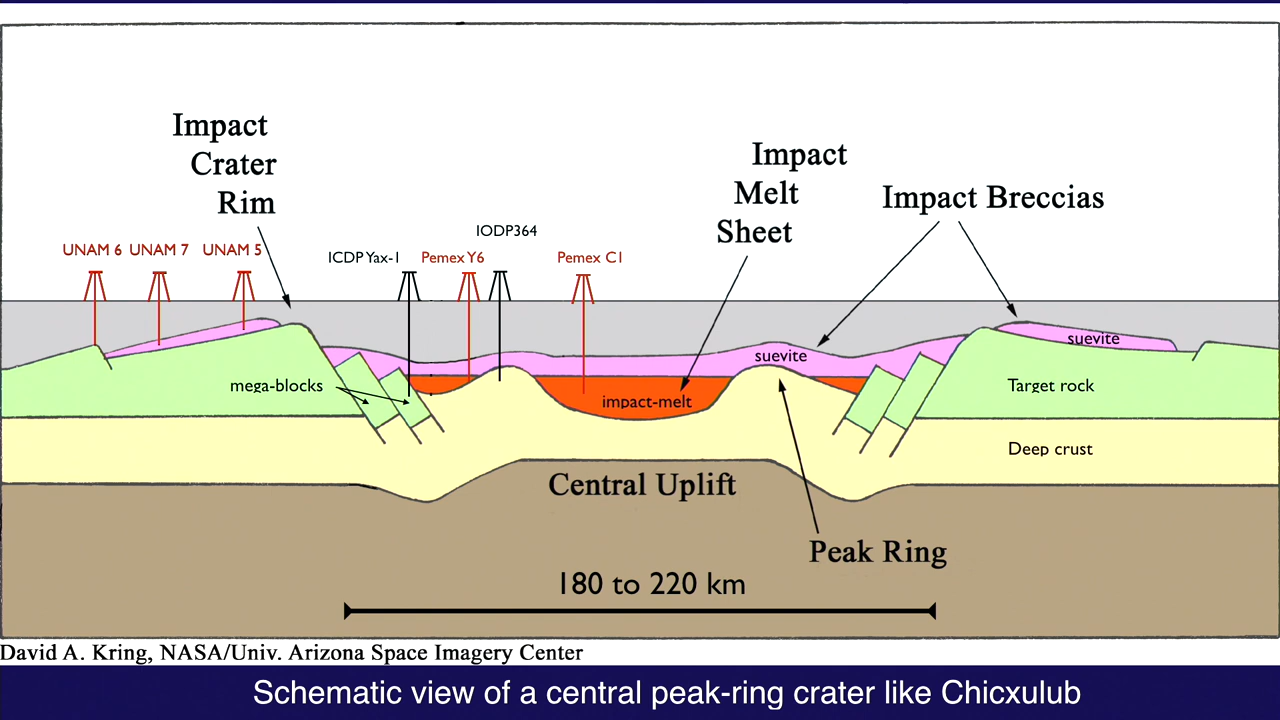 Impact
Crater
Rim
Impact
Melt
Sheet
Impact Breccias
UNAM 6
UNAM 7
UNAM 5
ICDP Yax-1
Pemex Y6
IODP364
Pemex C1
suevite
suevite
mega-blocks
impact-melt
Target rock
Deep crust
Central Uplift
Peak Ring
180 to 220 km
David A. Kring, NASA/Univ. Arizona Space Imagery Center
Schematic view of a central peak-ring crater like Chicxulub